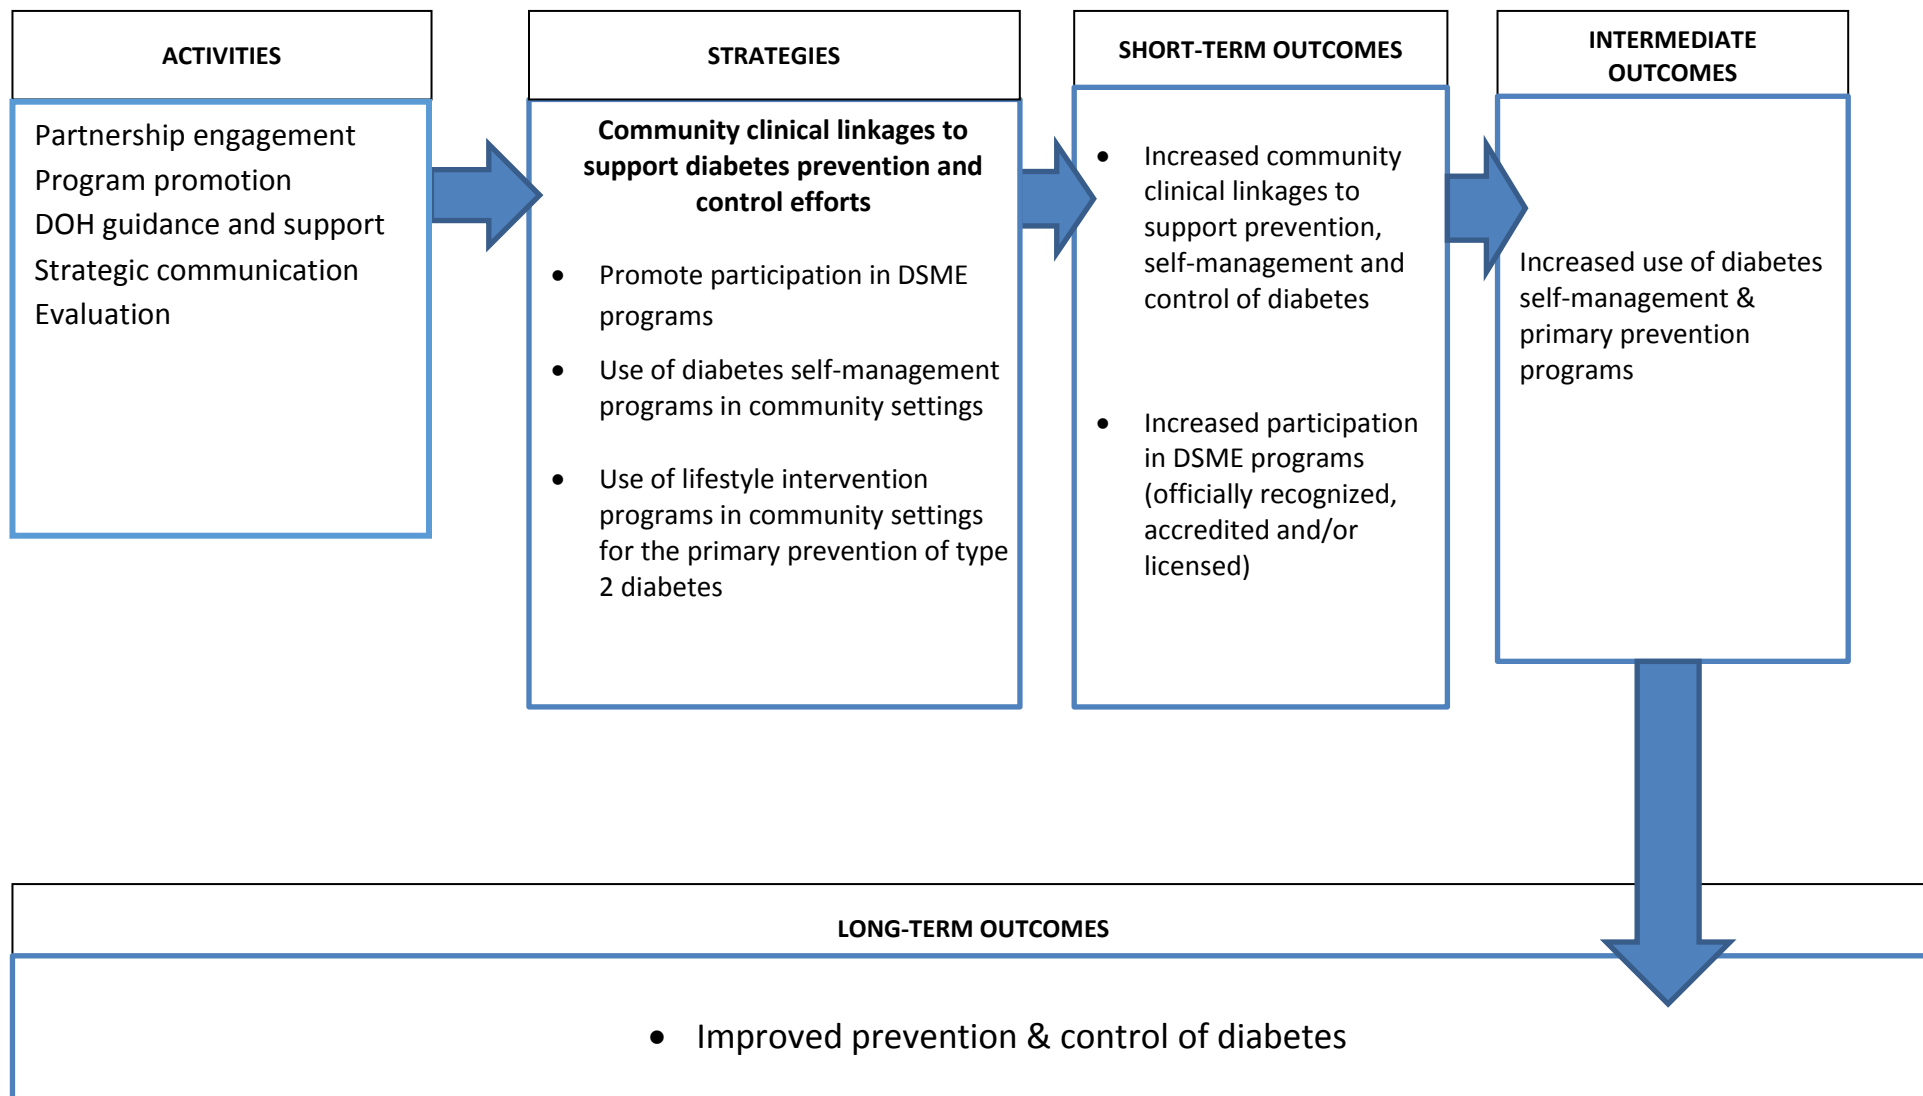 ACTIVITIES
Partnership engagement
Program promotion
DOH guidance and support
Strategic communication
Evaluation
STRATEGIES
Community clinical linkages to
support diabetes prevention and
control efforts
• Promote participation in DSME
programs
• Use of diabetes self-management
programs in community settings
• Use of lifestyle intervention
programs in community settings
for the primary prevention of type
2 diabetes
SHORT-TERM OUTCOMES
• Increased community
clinical linkages to
support prevention,
self-management and
control of diabetes
• Increased participation
in DSME programs
(officially recognized,
accredited and/or
licensed)
INTERMEDIATE
OUTCOMES
Increased use of diabetes
self-management &
primary prevention
programs
LONG-TERM OUTCOMES
• Improved prevention & control of diabetes